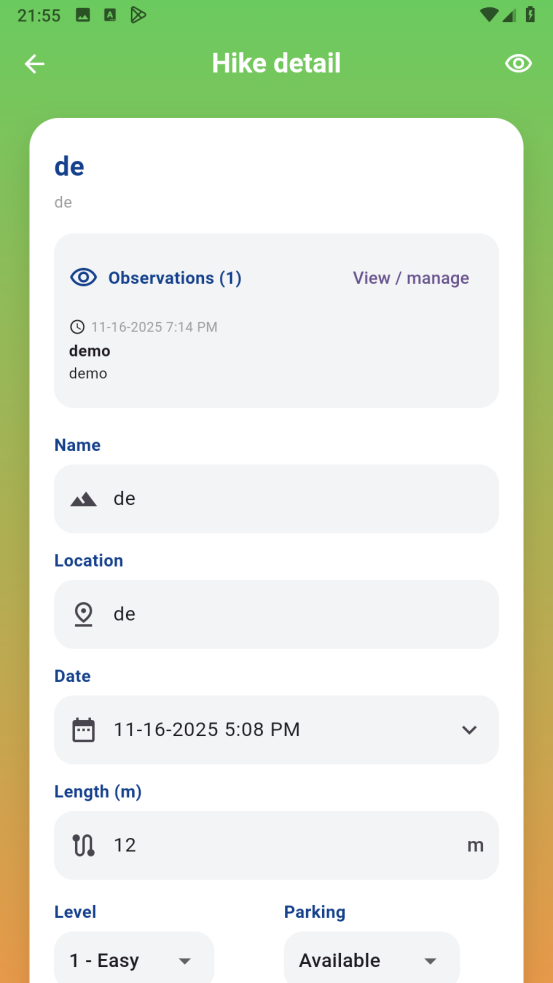 21:55
Hike detail
de
de
Observations (1)
View / manage
11-16-2025 7:14 PM
demo
demo
Name
de
Location
de
Date
11-16-2025 5:08 PM
Length (m)
12
m
Level
Parking
1 - Easy
Available